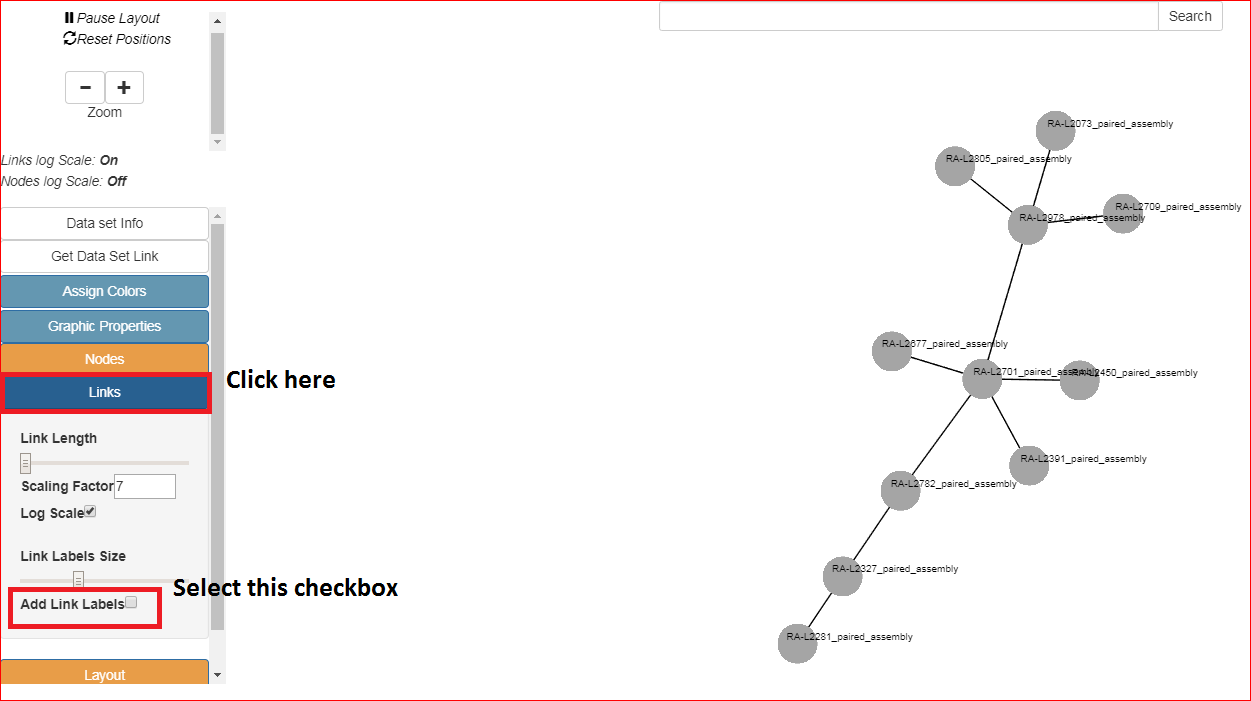 Pause Layout
Reset Positions
Zoom
Links log Scale: On
Nodes log Scale: Off
Data set Info
Get Data Set Link
Assign Colors
Graphic Properties
Nodes
Links
Click here
Link Length
Scaling Factor 7
Log Scale
Link Labels Size
Add Link Labels
Select this checkbox
Layout
Search
RA-L2073_paired_assembly
RA-L2805_paired_assembly
RA-L2709_paired_assembly
RA-L2978_paired_assembly
RA-L2677_paired_assembly
RA-L2701_paired_assembly
RA-L2450_paired_assembly
RA-L2391_paired_assembly
RA-L2782_paired_assembly
RA-L2327_paired_assembly
RA-L2281_paired_assembly